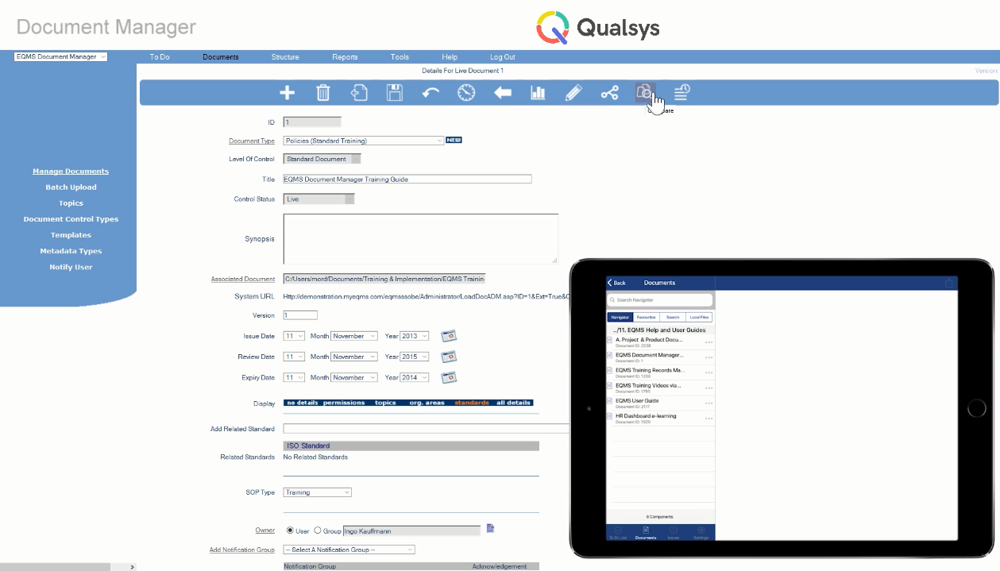 Document Manager
Qualsys
EQMS Document Manager
To Do Documents Structure Reports Tools Help Log Out
Details For Live Document 1
Version:
ID 1
Document Type Policies (Standard Training) NEW
Level Of Control Standard Document
Title EQMS Document Manager Training Guide
Control Status Live
Synopsis
Manage Documents
Batch Upload
Topics
Document Control Types
Templates
Metadata Types
Notify User
Associated Document C:/Users/mord/Documents/Training & Implementation/EQMS Trainin
System URL Http://demonstration.myeqms.com/eqmsssobe/Administrator/LoadDocADM.asp?ID=1&Ext=True&C
Version 1
Issue Date 11 Month November Year 2013
Review Date 11 Month November Year 2015
Expiry Date 11 Month November Year 2014
Display no details permissions topics org. areas standards all details
Add Related Standard
ISO Standard
Related Standards No Related Standards
SOP Type Training
Owner User Group Ingo Kauffmann
Add Notification Group -- Select A Notification Group --
Notification Group Acknowledgement
Back Documents
Search Navigator
Navigator Favourites Search Local Files
../11. EQMS Help and User Guides
A. Project & Product Docu...
Document ID: 2258
EQMS Document Manager...
Document ID: 1
EQMS Training Records Ma...
EQMS Training Videos via...
Document ID: 1795
EQMS User Guide
Document ID: 2117
HR Dashboard e-learning
Document ID: 1929
6 Components
To Do List Documents Issues Settings